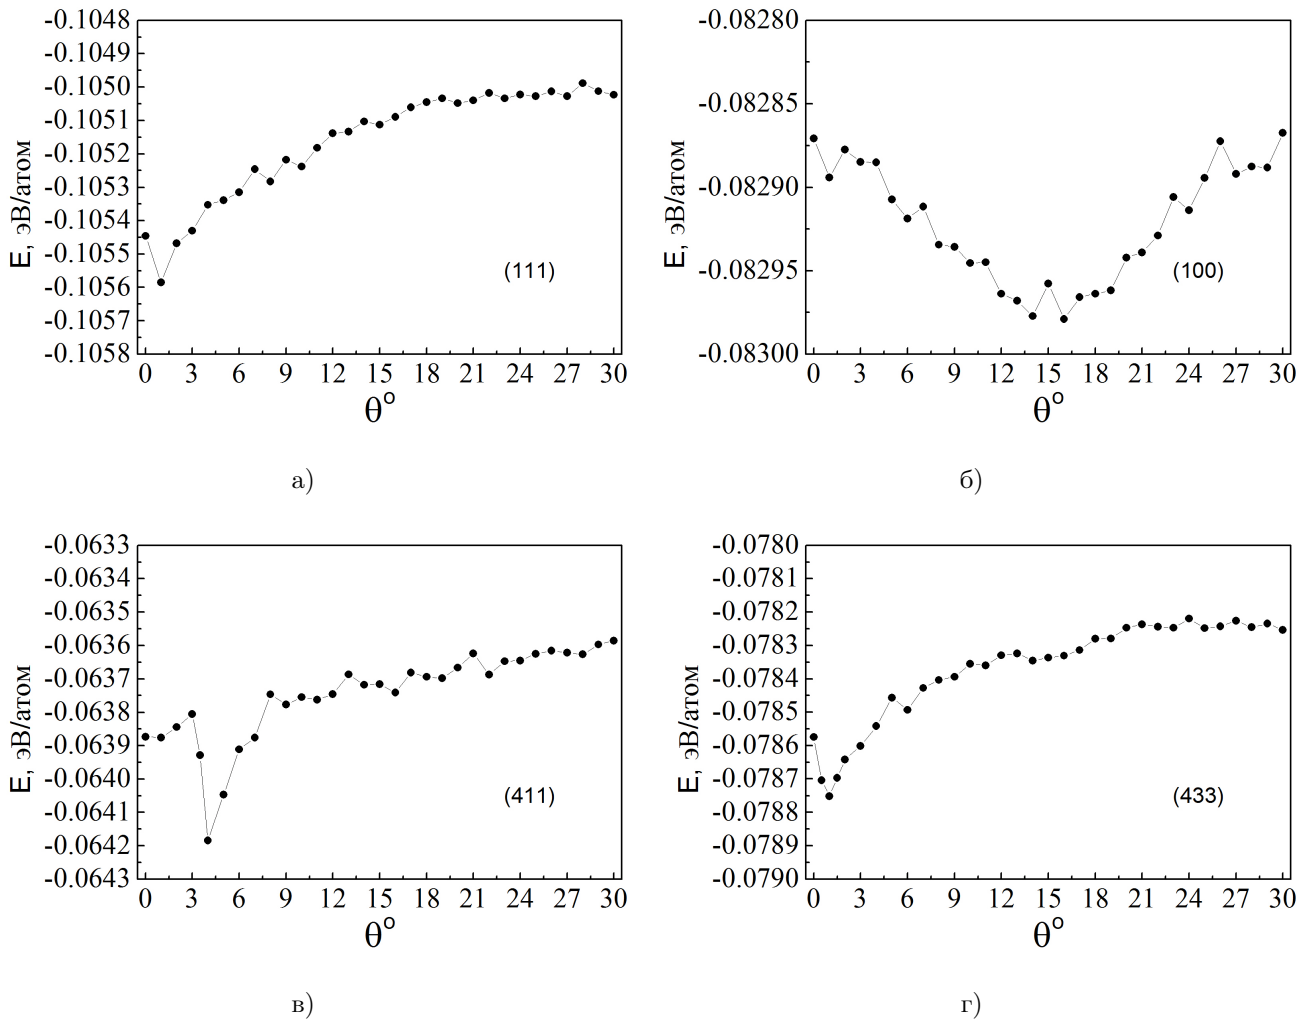 -0.1048
-0.1049
-0.1050
-0.1051
-0.1052
-0.1053
-0.1054
-0.1055
-0.1056
-0.1057
-0.1058
E, эВ/атом
(111)
0 3 6 9 12 15 18 21 24 27 30
θ°
а)
-0.08280
-0.08285
-0.08290
-0.08295
-0.08300
E, эВ/атом
(100)
0 3 6 9 12 15 18 21 24 27 30
θ°
б)
-0.0633
-0.0634
-0.0635
-0.0636
-0.0637
-0.0638
-0.0639
-0.0640
-0.0641
-0.0642
-0.0643
E, эВ/атом
(411)
0 3 6 9 12 15 18 21 24 27 30
θ°
в)
-0.0780
-0.0781
-0.0782
-0.0783
-0.0784
-0.0785
-0.0786
-0.0787
-0.0788
-0.0789
-0.0790
E, эВ/атом
(433)
0 3 6 9 12 15 18 21 24 27 30
θ°
г)